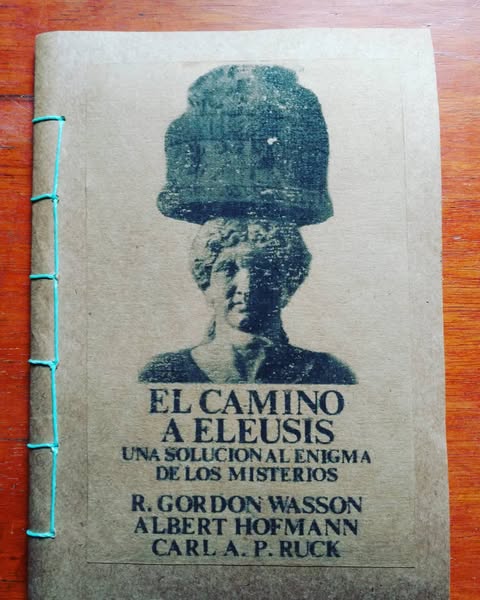 EL CAMINO
A ELEUSIS
UNA SOLUCION AL ENIGMA
DE LOS MISTERIOS
R. GORDON WASSON
ALBERT HOFMANN
CARL A. P. RUCK